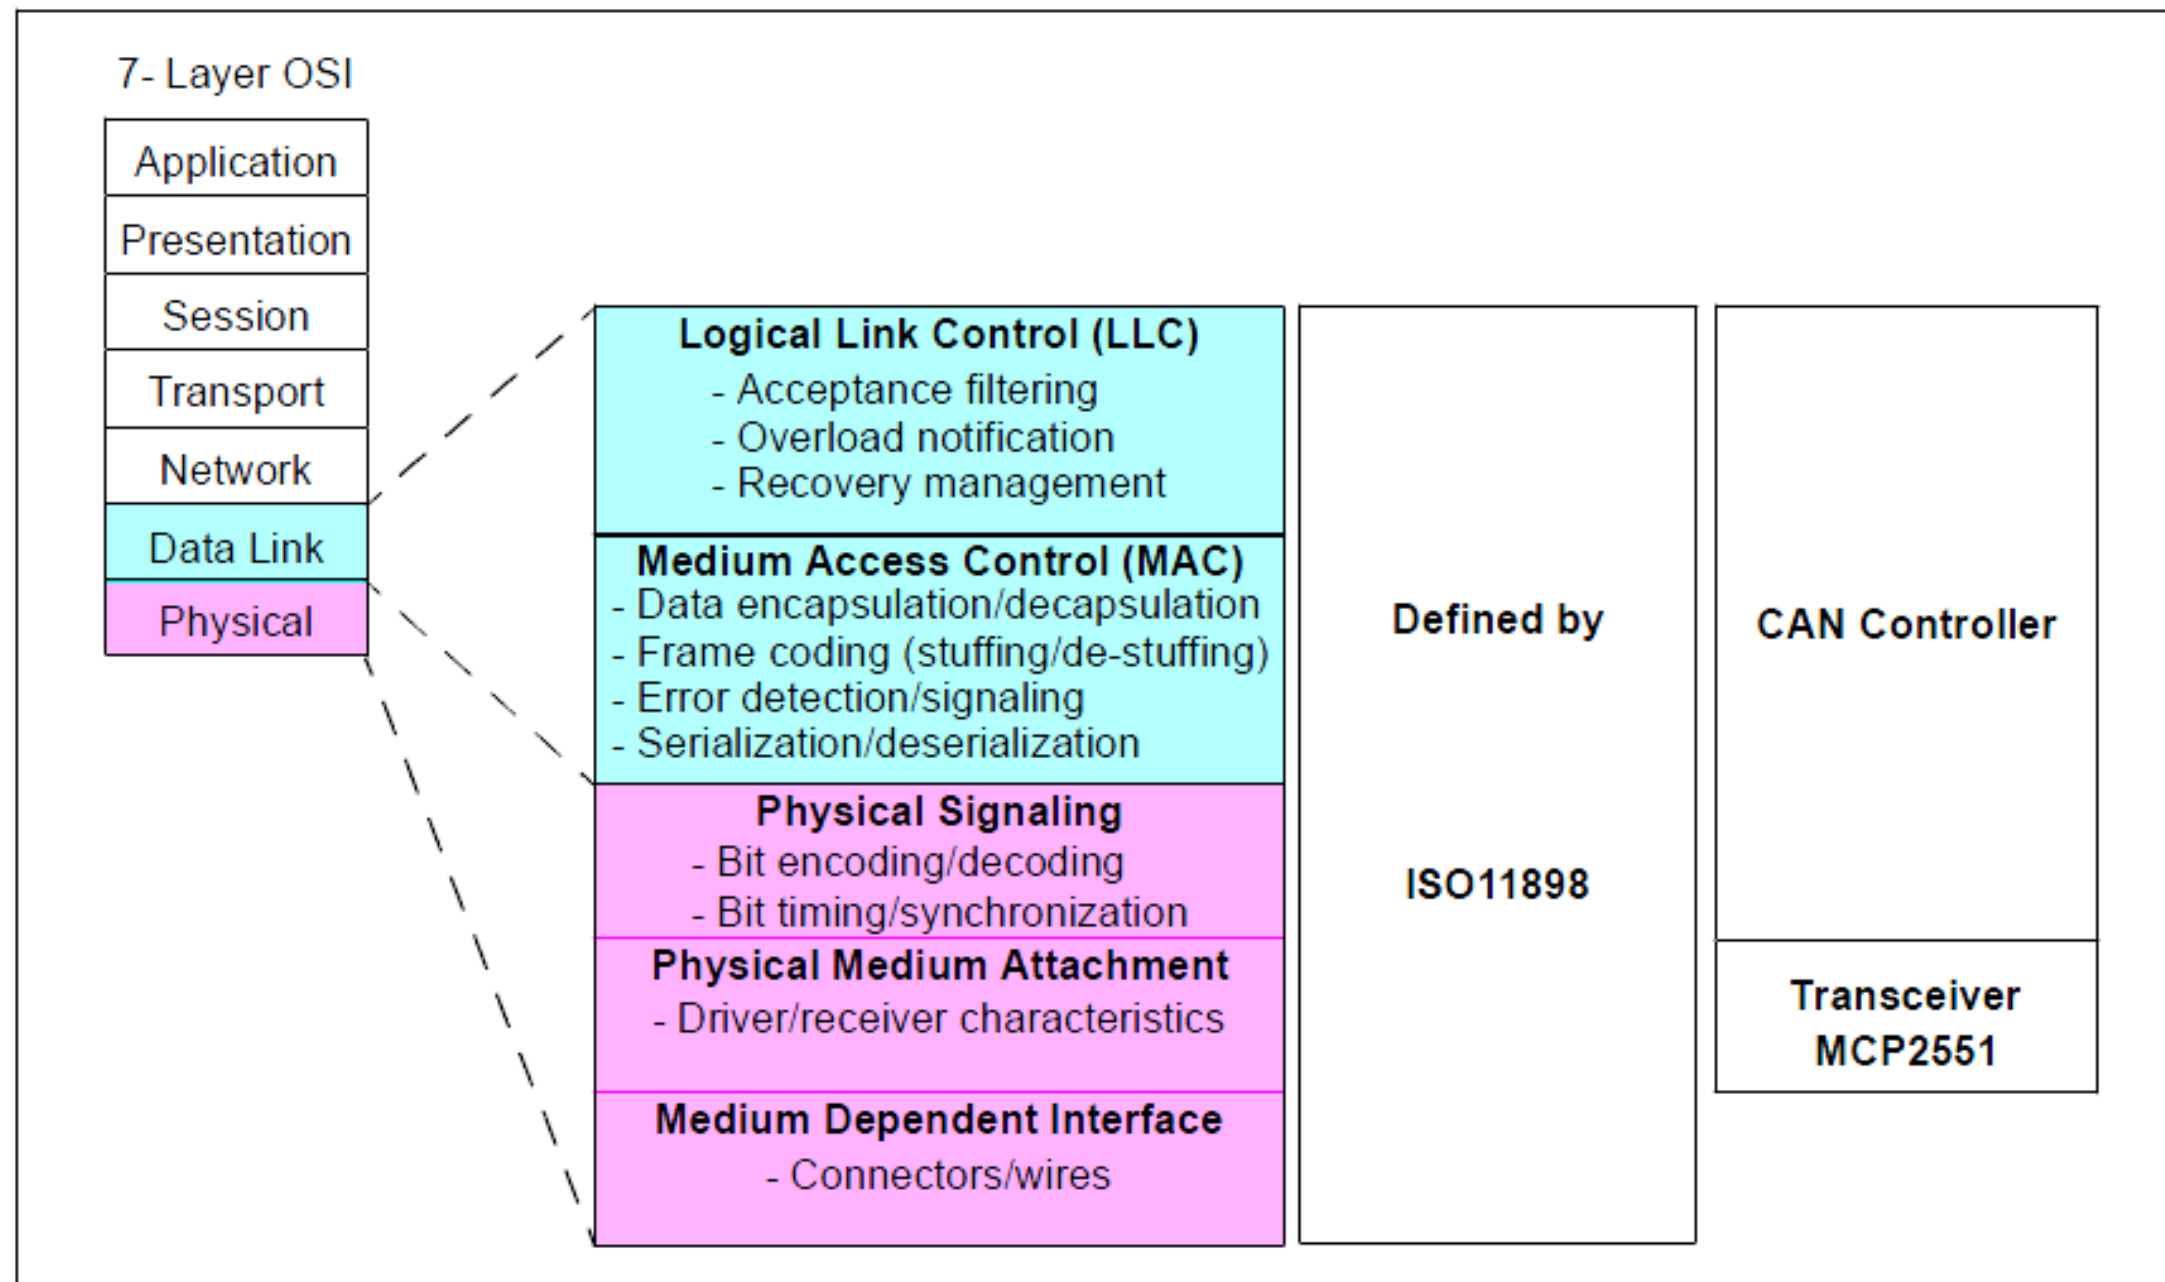 7- Layer OSI
Application
Presentation
Session
Transport
Network
Data Link
Physical
Logical Link Control (LLC)
- Acceptance filtering
- Overload notification
- Recovery management
Medium Access Control (MAC)
- Data encapsulation/decapsulation
- Frame coding (stuffing/de-stuffing)
- Error detection/signaling
- Serialization/deserialization
Physical Signaling
- Bit encoding/decoding
- Bit timing/synchronization
Physical Medium Attachment
- Driver/receiver characteristics
Medium Dependent Interface
- Connectors/wires
Defined by
ISO11898
CAN Controller
Transceiver
MCP2551